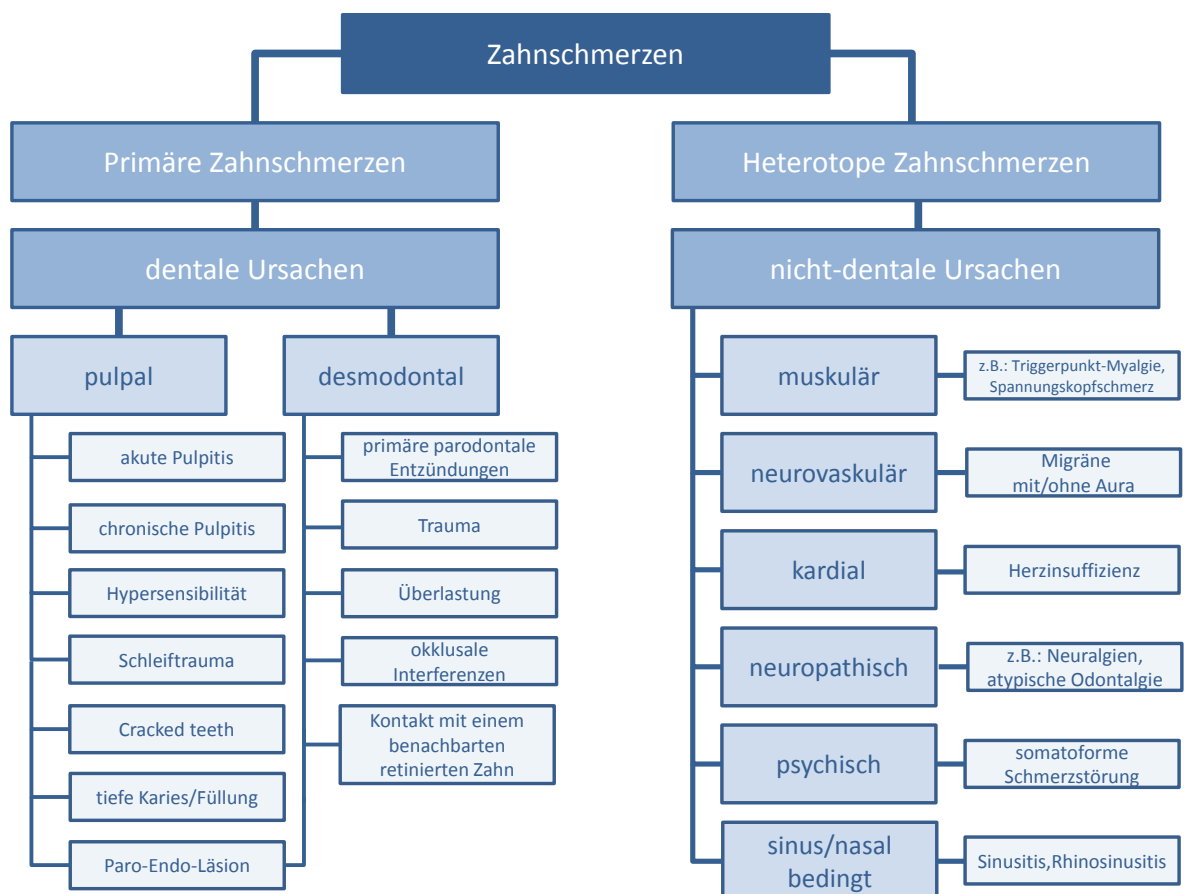 Zahnschmerzen
Primäre Zahnschmerzen
Heterotope Zahnschmerzen
dentale Ursachen
nicht-dentale Ursachen
pulpal
desmodontal
akute Pulpitis
chronische Pulpitis
Hypersensibilität
Schleiftrauma
Cracked teeth
tiefe Karies/Füllung
Paro-Endo-Läsion
primäre parodontale
Entzündungen
Trauma
Überlastung
okklusale
Interferenzen
Kontakt mit einem
benachbarten
retinierten Zahn
muskulär
z.B.: Triggerpunkt-Myalgie,
Spannungskopfschmerz
neurovaskulär
Migräne
mit/ohne Aura
kardial
Herzinsuffizienz
neuropathisch
z.B.: Neuralgien,
atypische Odontalgie
psychisch
somatoforme
Schmerzstörung
sinus/nasal
bedingt
Sinusitis,Rhinosinusitis